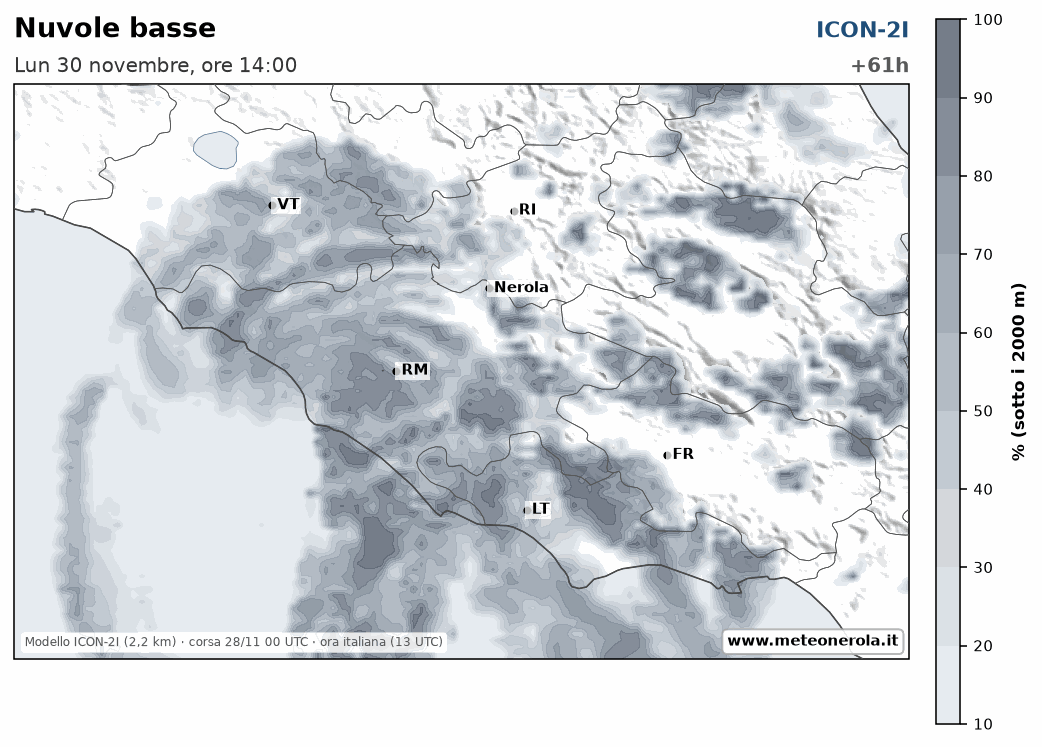 Nuvole basse
ICON-2I
Lun 30 novembre, ore 14:00
+61h
VT
RI
Nerola
RM
FR
LT
Modello ICON-2I (2,2 km) · corsa 28/11 00 UTC · ora italiana (13 UTC)
www.meteonerola.it
100
90
80
70
60
50
40
30
20
10
% (sotto i 2000 m)